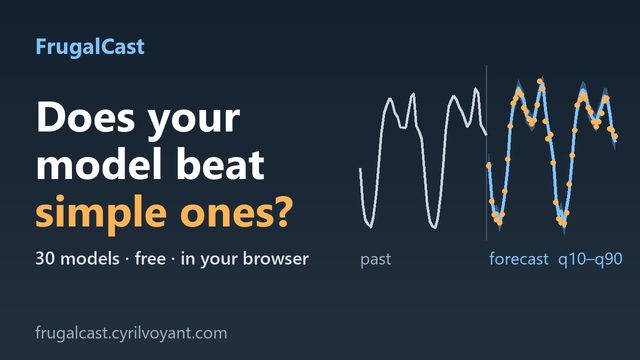 FrugalCast
Does your
model beat
simple ones?
30 models · free · in your browser
past
forecast q10–q90
frugalcast.cyrilvoyant.com